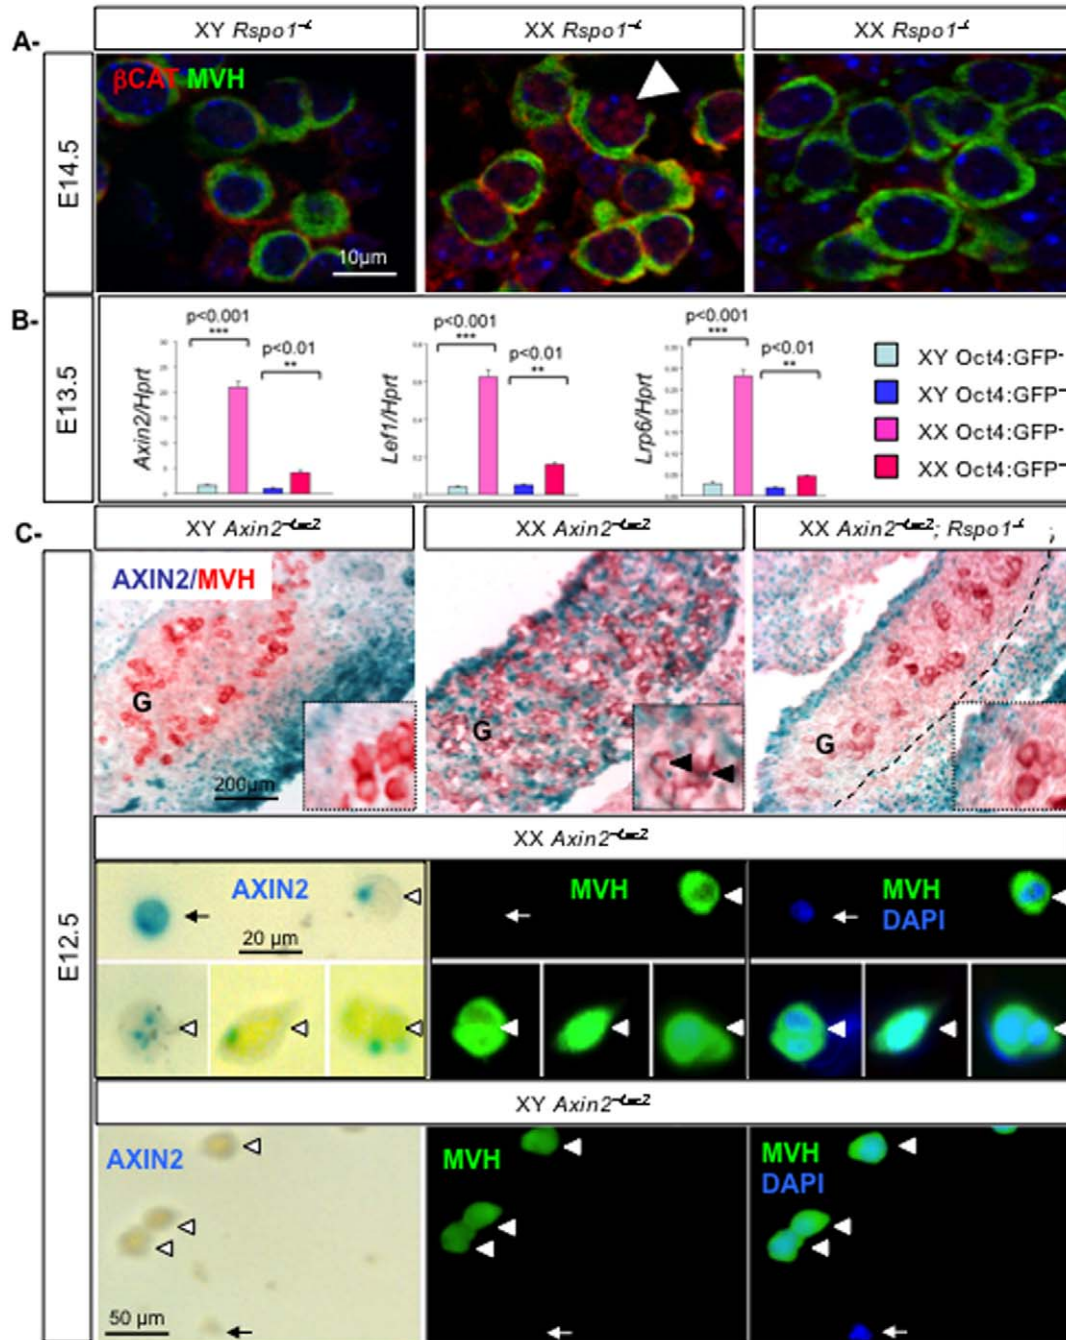 XY Rspo1
XX Rspo1
XX Rspo1
A-
E14.5
βCAT MVH
10µm
B-
E13.5
p<0.001
***
p<0.01
**
Axin2/Hprt
p<0.001
***
p<0.01
**
Lef1/Hprt
p<0.001
***
p<0.01
**
Lrp6/Hprt
XY Oct4:GFP-
XY Oct4:GFP
XX Oct4:GFP-
XX Oct4:GFP
C-
XY Axin2
XX Axin2
XX Axin2 ; Rspo1 ;
E12.5
AXIN2/MVH
G
200µm
G
G
XX Axin2
AXIN2
20 µm
MVH
MVH
DAPI
XY Axin2
AXIN2
50 µm
MVH
MVH
DAPI